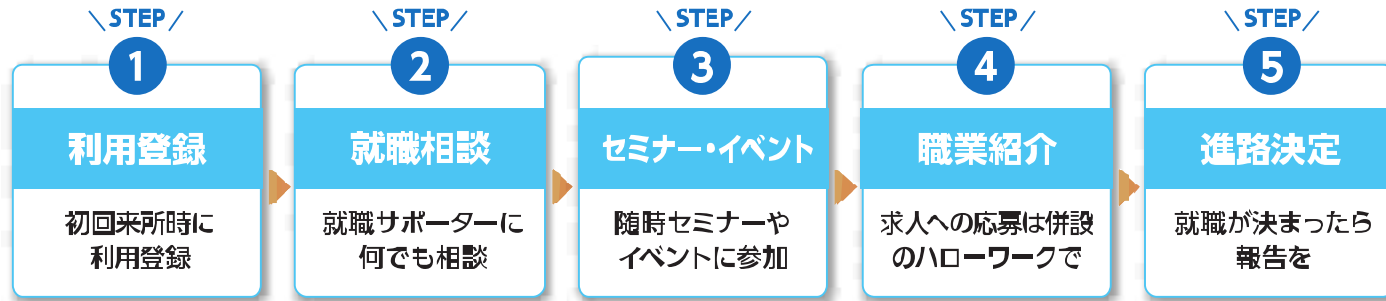 STEP
1
利用登録
初回来所時に
利用登録
STEP
2
就職相談
就職サポーターに
何でも相談
STEP
3
セミナー・イベント
随時セミナーや
イベントに参加
STEP
4
職業紹介
求人への応募は併設
のハローワークで
STEP
5
進路決定
就職が決まったら
報告を